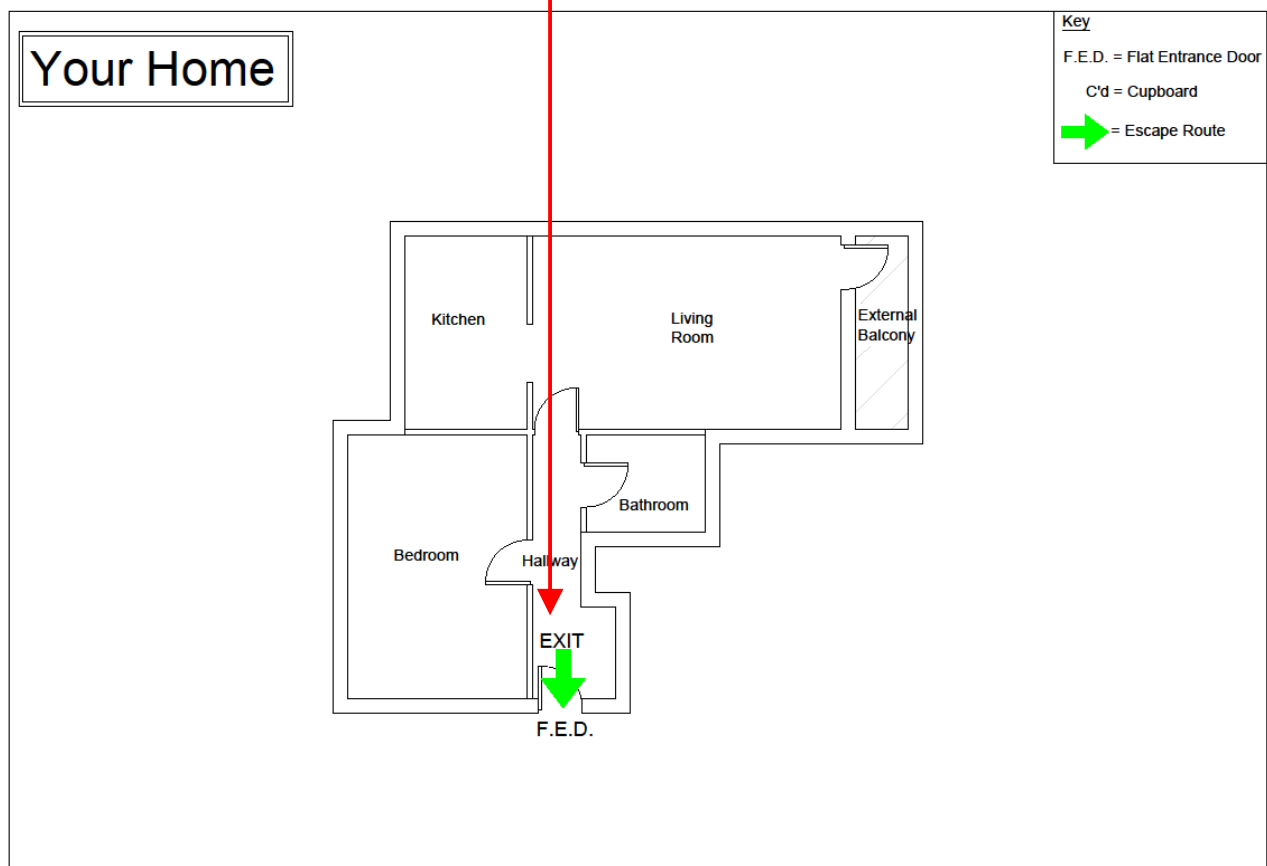 Your Home
Key
F.E.D. = Flat Entrance Door
C'd = Cupboard
= Escape Route
Kitchen
Living
Room
External
Balcony
Bathroom
Bedroom
Hallway
EXIT
F.E.D.